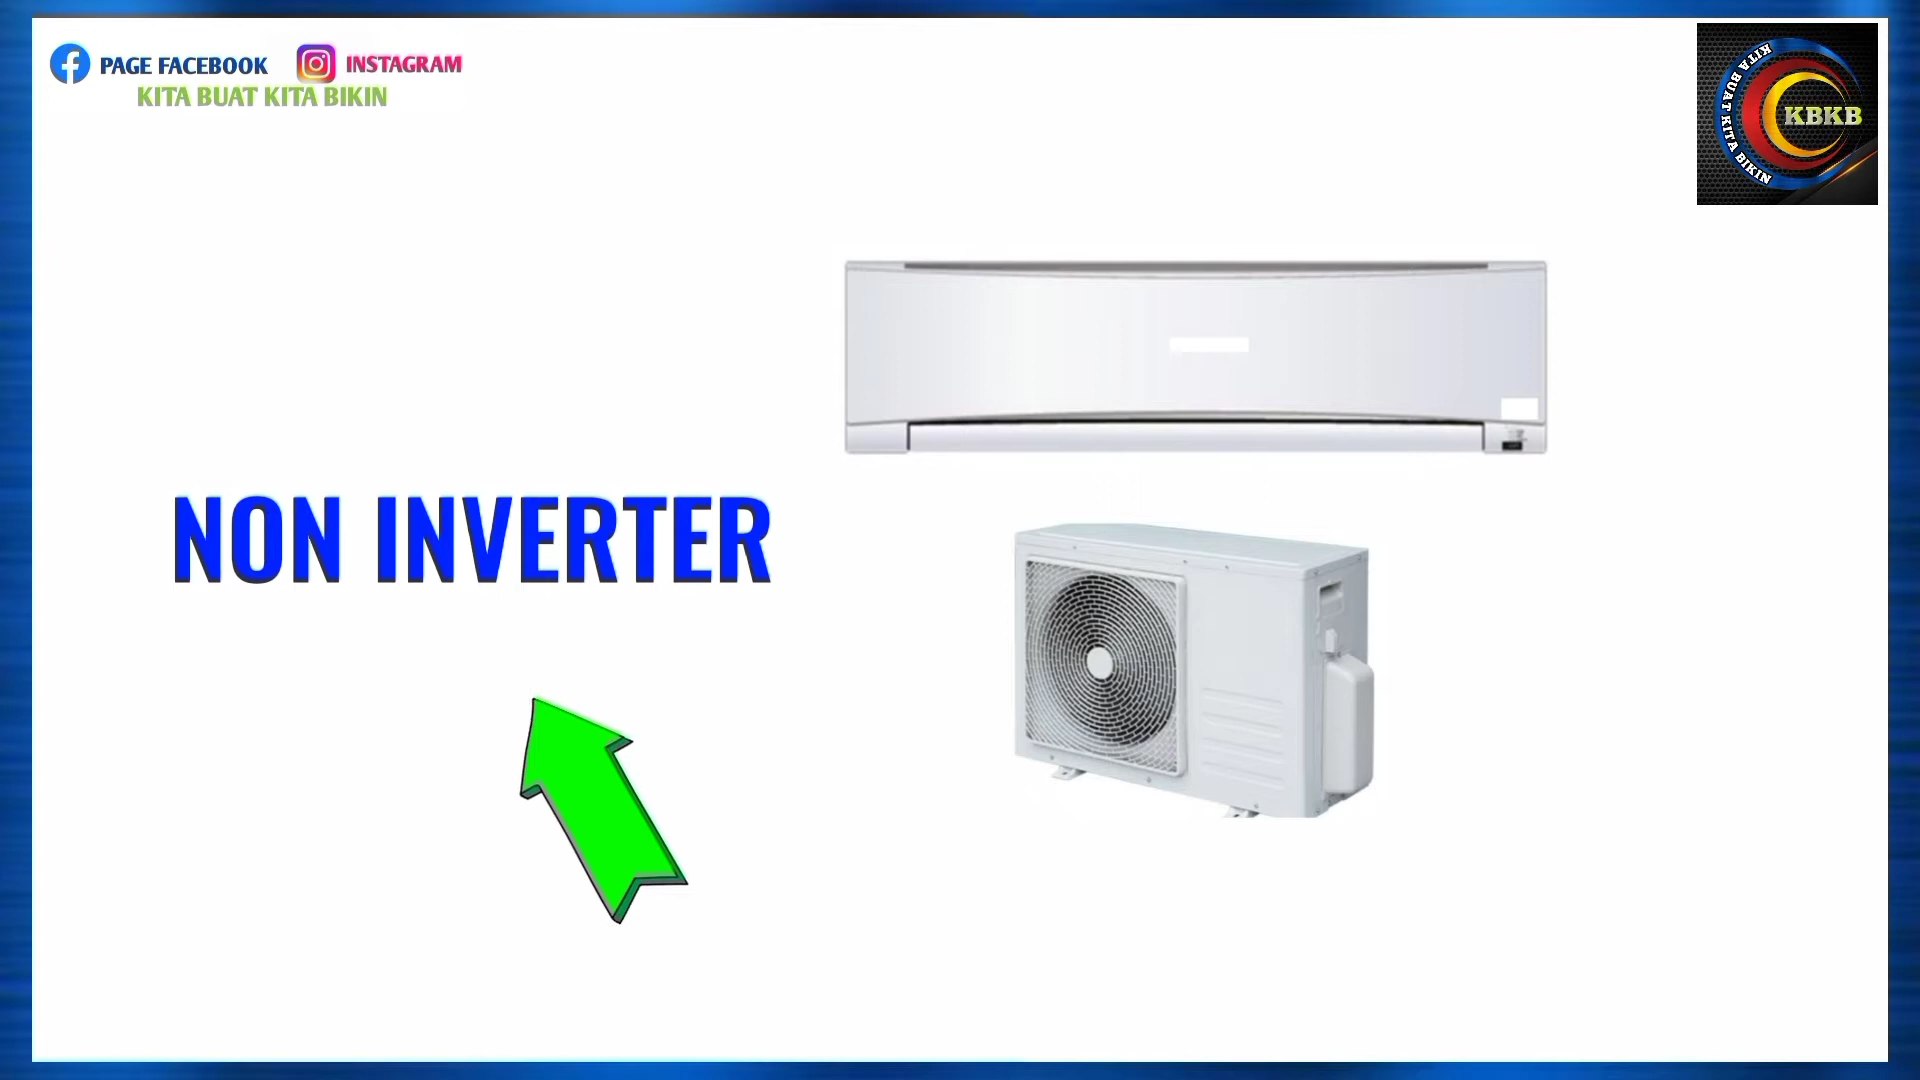 PAGE FACEBOOK INSTAGRAM
KITA BUAT KITA BIKIN
KITA BUAT KITA BIKIN
KBKB
NON INVERTER